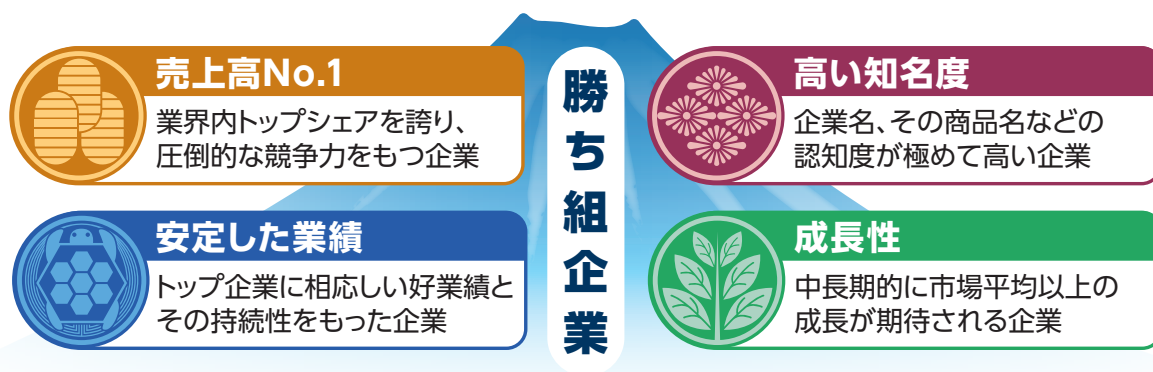 売上高No.1
業界内トップシェアを誇り、
圧倒的な競争力をもつ企業
安定した業績
トップ企業に相応しい好業績と
その持続性をもった企業
勝ち組企業
高い知名度
企業名、その商品名などの
認知度が極めて高い企業
成長性
中長期的に市場平均以上の
成長が期待される企業